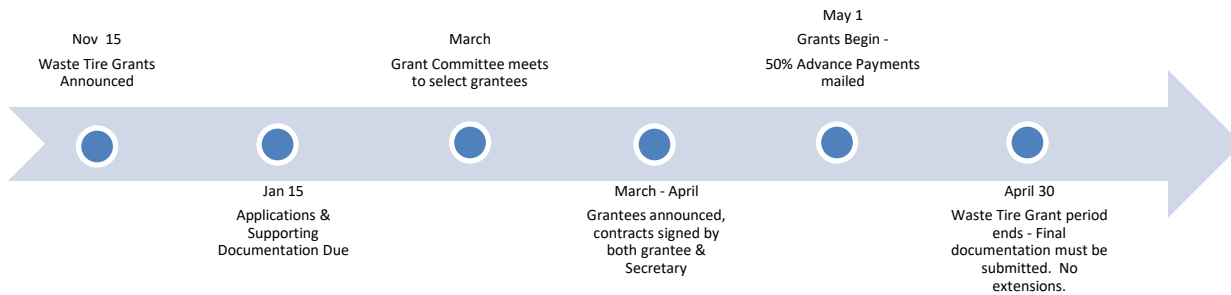 Nov 15
Waste Tire Grants
Announced
Jan 15
Applications &
Supporting
Documentation Due
March
Grant Committee meets
to select grantees
March - April
Grantees announced,
contracts signed by
both grantee &
Secretary
May 1
Grants Begin -
50% Advance Payments
mailed
April 30
Waste Tire Grant period
ends - Final
documentation must be
submitted. No
extensions.